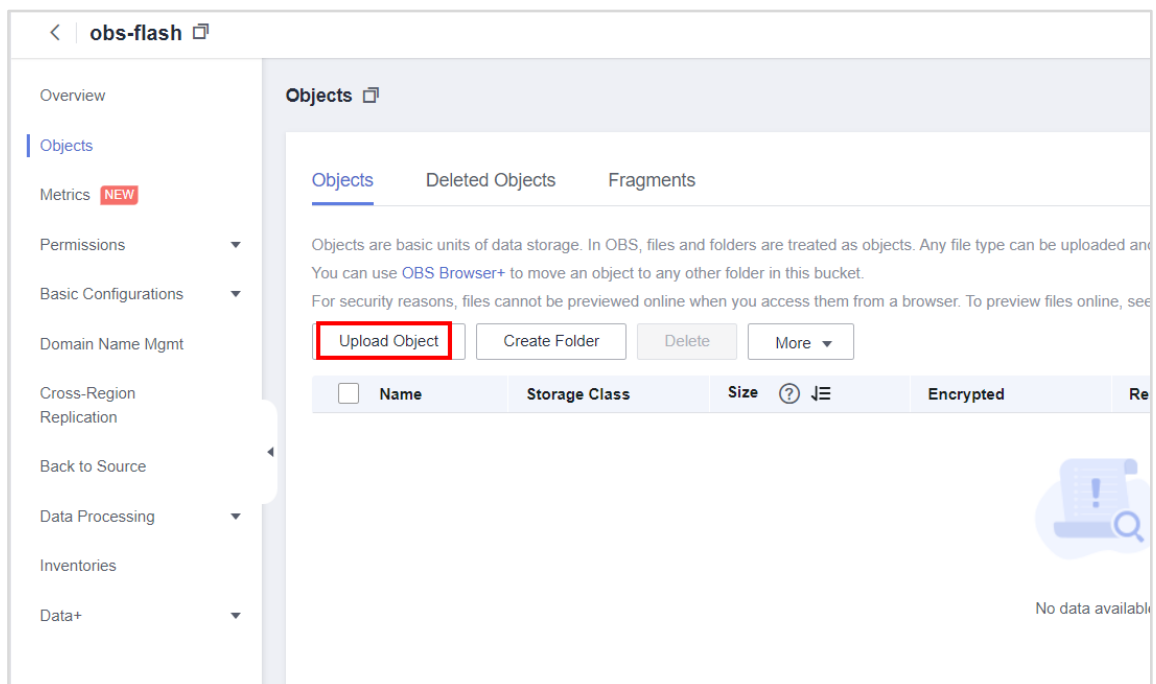 obs-flash
Overview
Objects
Metrics NEW
Permissions
Basic Configurations
Domain Name Mgmt
Cross-Region
Replication
Back to Source
Data Processing
Inventories
Data+
Objects
Objects Deleted Objects Fragments
Objects are basic units of data storage. In OBS, files and folders are treated as objects. Any file type can be uploaded and
You can use OBS Browser+ to move an object to any other folder in this bucket.
For security reasons, files cannot be previewed online when you access them from a browser. To preview files online, see
Upload Object Create Folder Delete More
Name Storage Class Size Encrypted Re
No data available